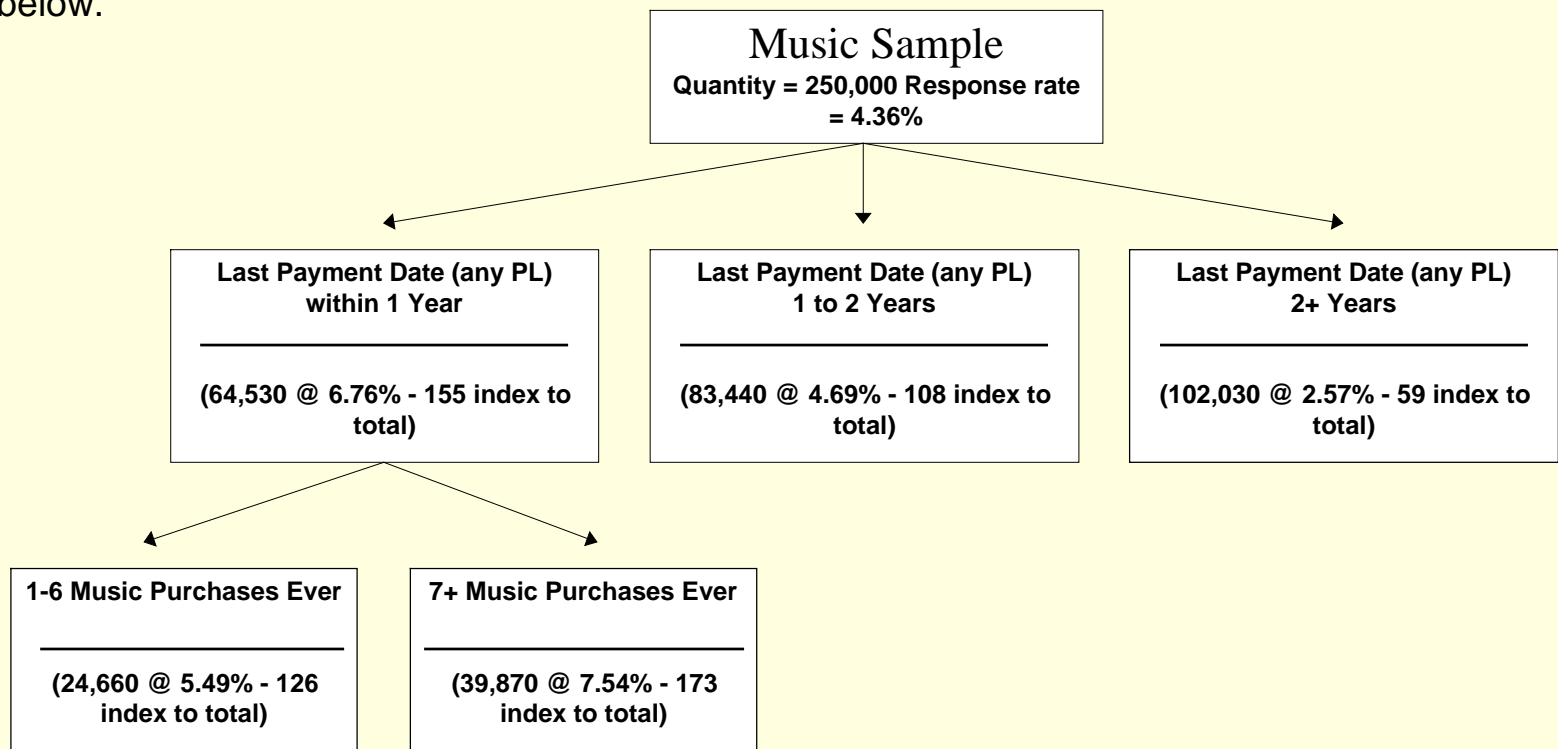 below.
Music Sample
Quantity = 250,000 Response rate
= 4.36%
Last Payment Date (any PL)
within 1 Year
(64,530 @ 6.76% - 155 index to
total)
Last Payment Date (any PL)
1 to 2 Years
(83,440 @ 4.69% - 108 index to
total)
Last Payment Date (any PL)
2+ Years
(102,030 @ 2.57% - 59 index to
total)
1-6 Music Purchases Ever
(24,660 @ 5.49% - 126
index to total)
7+ Music Purchases Ever
(39,870 @ 7.54% - 173
index to total)